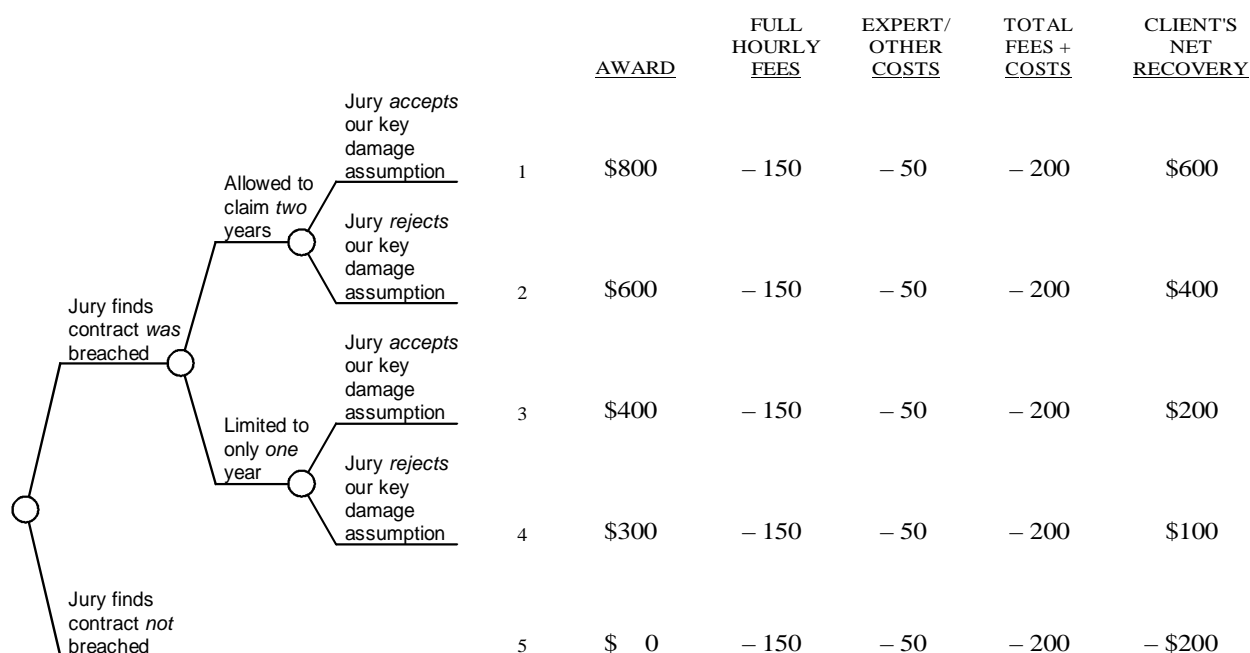 FULL HOURLY FEES
EXPERT/ OTHER COSTS
TOTAL FEES + COSTS
CLIENT'S NET RECOVERY
AWARD
Jury accepts
our key
damage
assumption
1 $800 – 150 – 50 – 200 $600
Allowed to
claim two
years
Jury rejects
our key
damage
assumption
2 $600 – 150 – 50 – 200 $400
Jury finds
contract was
breached
Jury accepts
our key
damage
assumption
3 $400 – 150 – 50 – 200 $200
Limited to
only one
year
Jury rejects
our key
damage
assumption
4 $300 – 150 – 50 – 200 $100
Jury finds
contract not
breached
5 $ 0 – 150 – 50 – 200 – $200